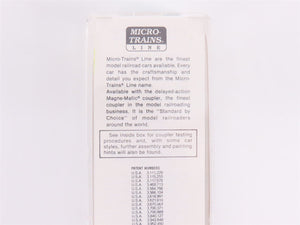 MICRO-
TRAINS®
LINE
Micro-Trains® Line are the finest
model railroad cars available. Every
car has the craftsmanship and
detail you expect from the Micro-
Trains® Line name
Available with the delayed-action
Magne-Matic® coupler, the finest
coupler in the model railroading
business. It is the "Standard by
Choice" of model railroaders
around the world.
See insids box for coupler testing
procedures and, with some car
styles, further assembly and painting
hints will also be found.
PATENT NUMBERS
U.S.A.
U.S.A.
U.S.A.
U.S.A.
U.S.A.
U.S.A.
U.S.A.
U.S.A.
U.S.A.
U.S.A.
U.S.A.
U.S.A.